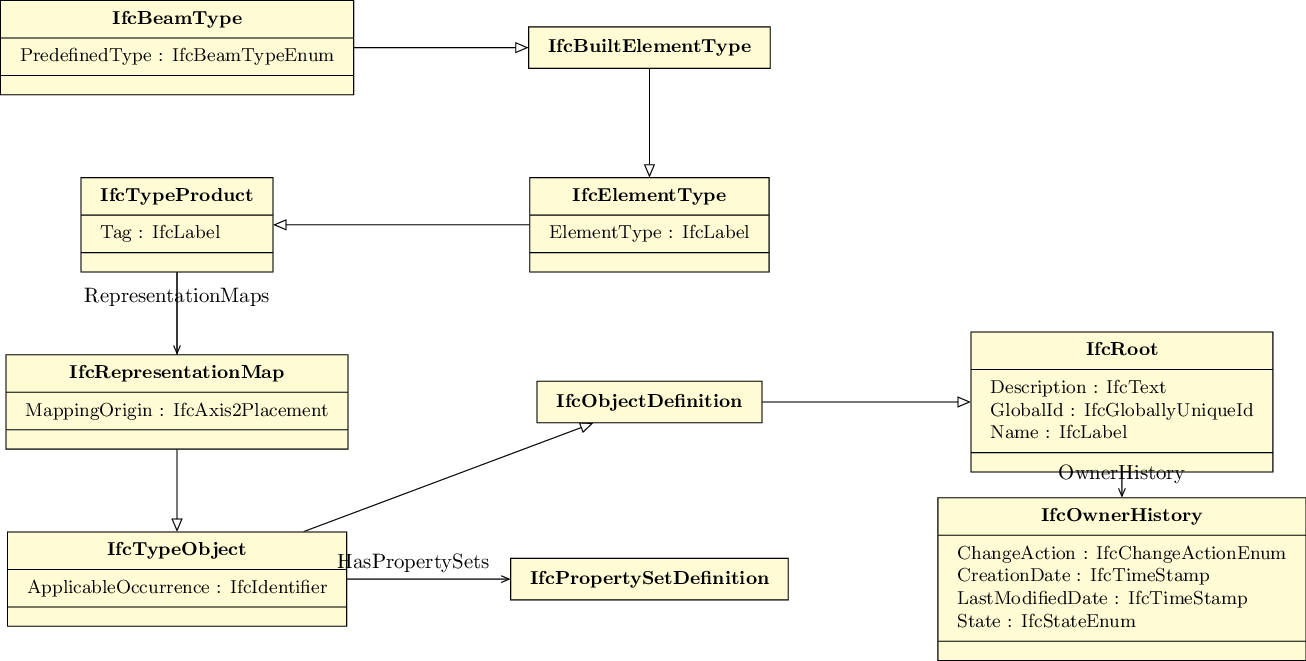 IfcBeamType
PredefinedType : IfcBeamTypeEnum
IfcBuiltElementType
IfcTypeProduct
Tag : IfcLabel
IfcElementType
ElementType : IfcLabel
RepresentationMaps
IfcRepresentationMap
MappingOrigin : IfcAxis2Placement
IfcObjectDefinition
IfcRoot
Description : IfcText
GlobalId : IfcGloballyUniqueId
Name : IfcLabel
OwnerHistory
IfcTypeObject
ApplicableOccurrence : IfcIdentifier
HasPropertySets
IfcPropertySetDefinition
IfcOwnerHistory
ChangeAction : IfcChangeActionEnum
CreationDate : IfcTimeStamp
LastModifiedDate : IfcTimeStamp
State : IfcStateEnum